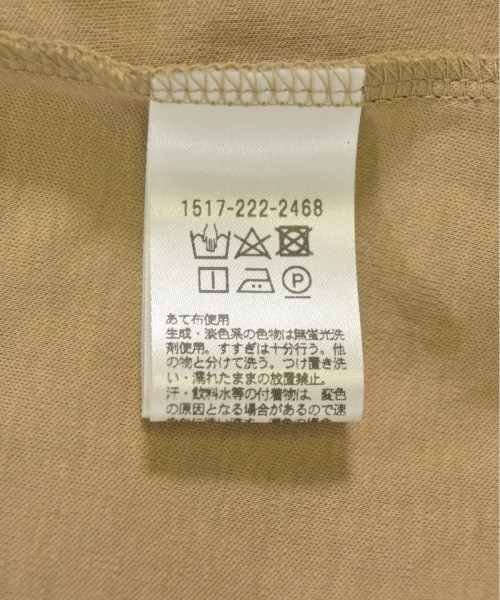 1517-222-2468
P
あて布使用
生成・淡色系の色物は無蛍光洗
剤使用。すすぎは十分行う。他
の物と分けて洗う。つけ置き洗
い・濡れたままの放置禁止。
汗・飲料水等の付着物は、変色
の原因となる場合があるので速